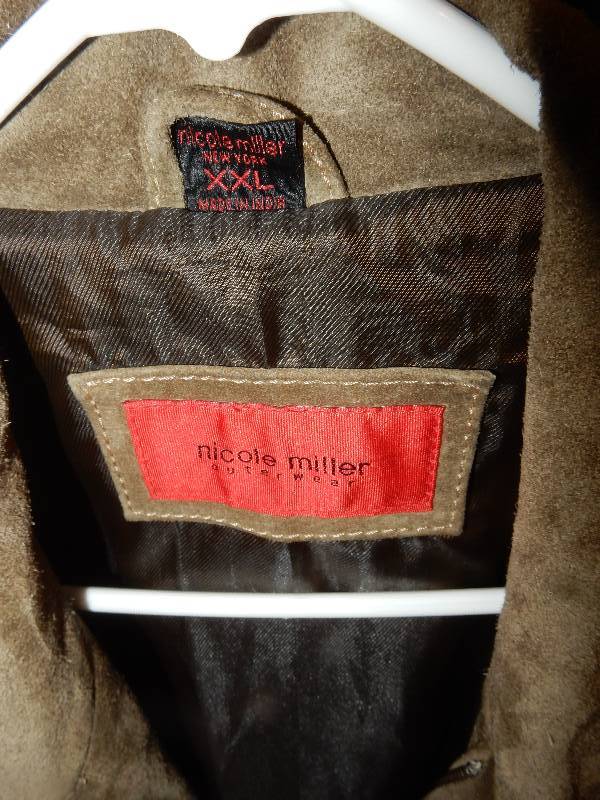 nicole miller
NEW YORK
XXL
MADE IN INDIA
nicole miller
outerwear